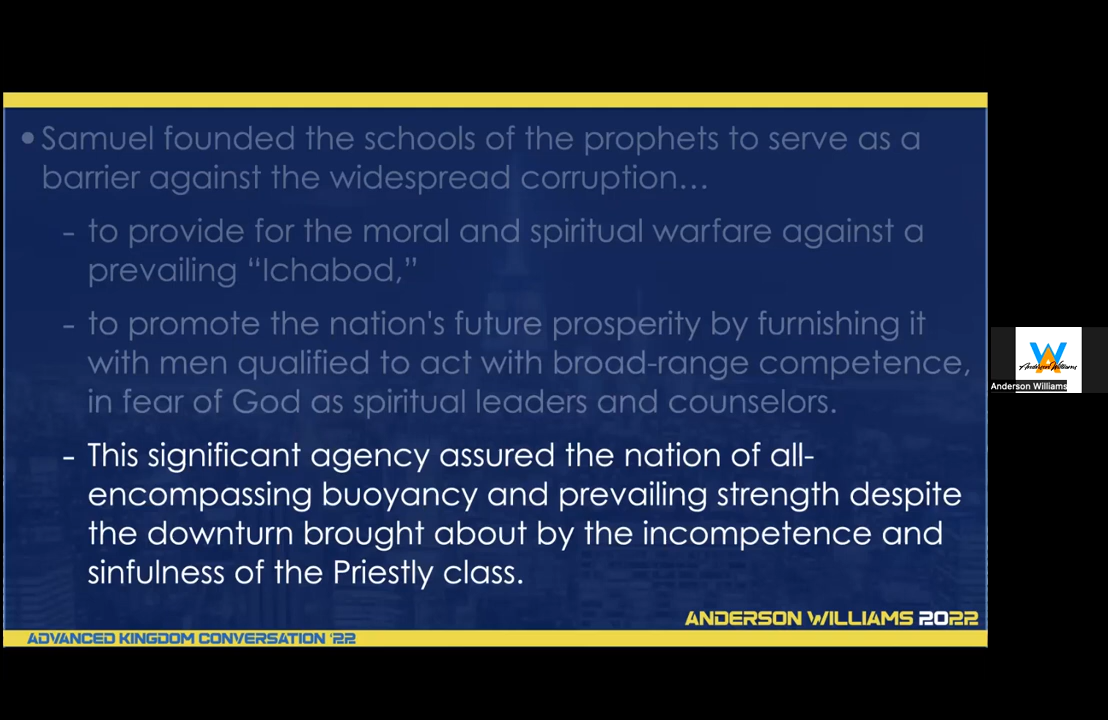 • Samuel founded the schools of the prophets to serve as a
barrier against the widespread corruption…
- to provide for the moral and spiritual warfare against a
prevailing “Ichabod,”
- to promote the nation's future prosperity by furnishing it
with men qualified to act with broad-range competence,
in fear of God as spiritual leaders and counselors.
- This significant agency assured the nation of all-
encompassing buoyancy and prevailing strength despite
the downturn brought about by the incompetence and
sinfulness of the Priestly class.
ANDERSON WILLIAMS 2022
ADVANCED KINGDOM CONVERSATION '22
WA
Anderson Williams
Anderson Williams